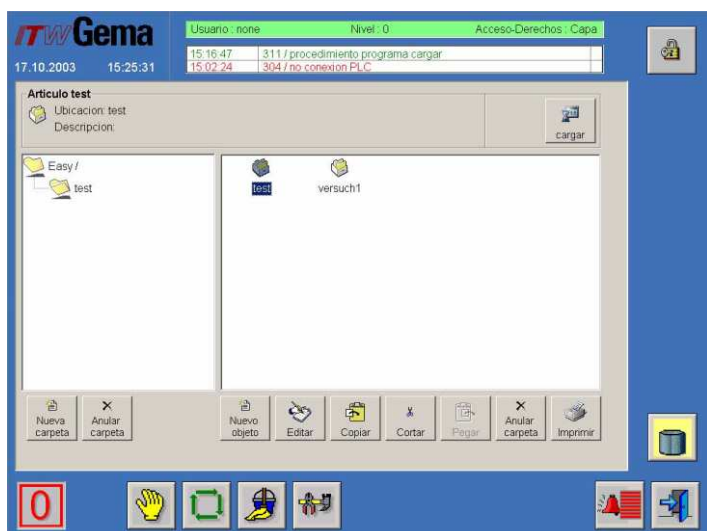 ITW Gema
Usuario : none Nivel : 0 Acceso-Derechos : Capa
15:16:47 311 / procedimiento programa cargar
15:02:24 304 / no conexion PLC
17.10.2003 15:25:31
Articulo test
Ubicacion: test
Descripcion:
cargar
Easy /
test
test versuch1
Nueva carpeta
Anular carpeta
Nuevo objeto
Editar
Copiar
Cortar
Pegar
Anular carpeta
Imprimir
0